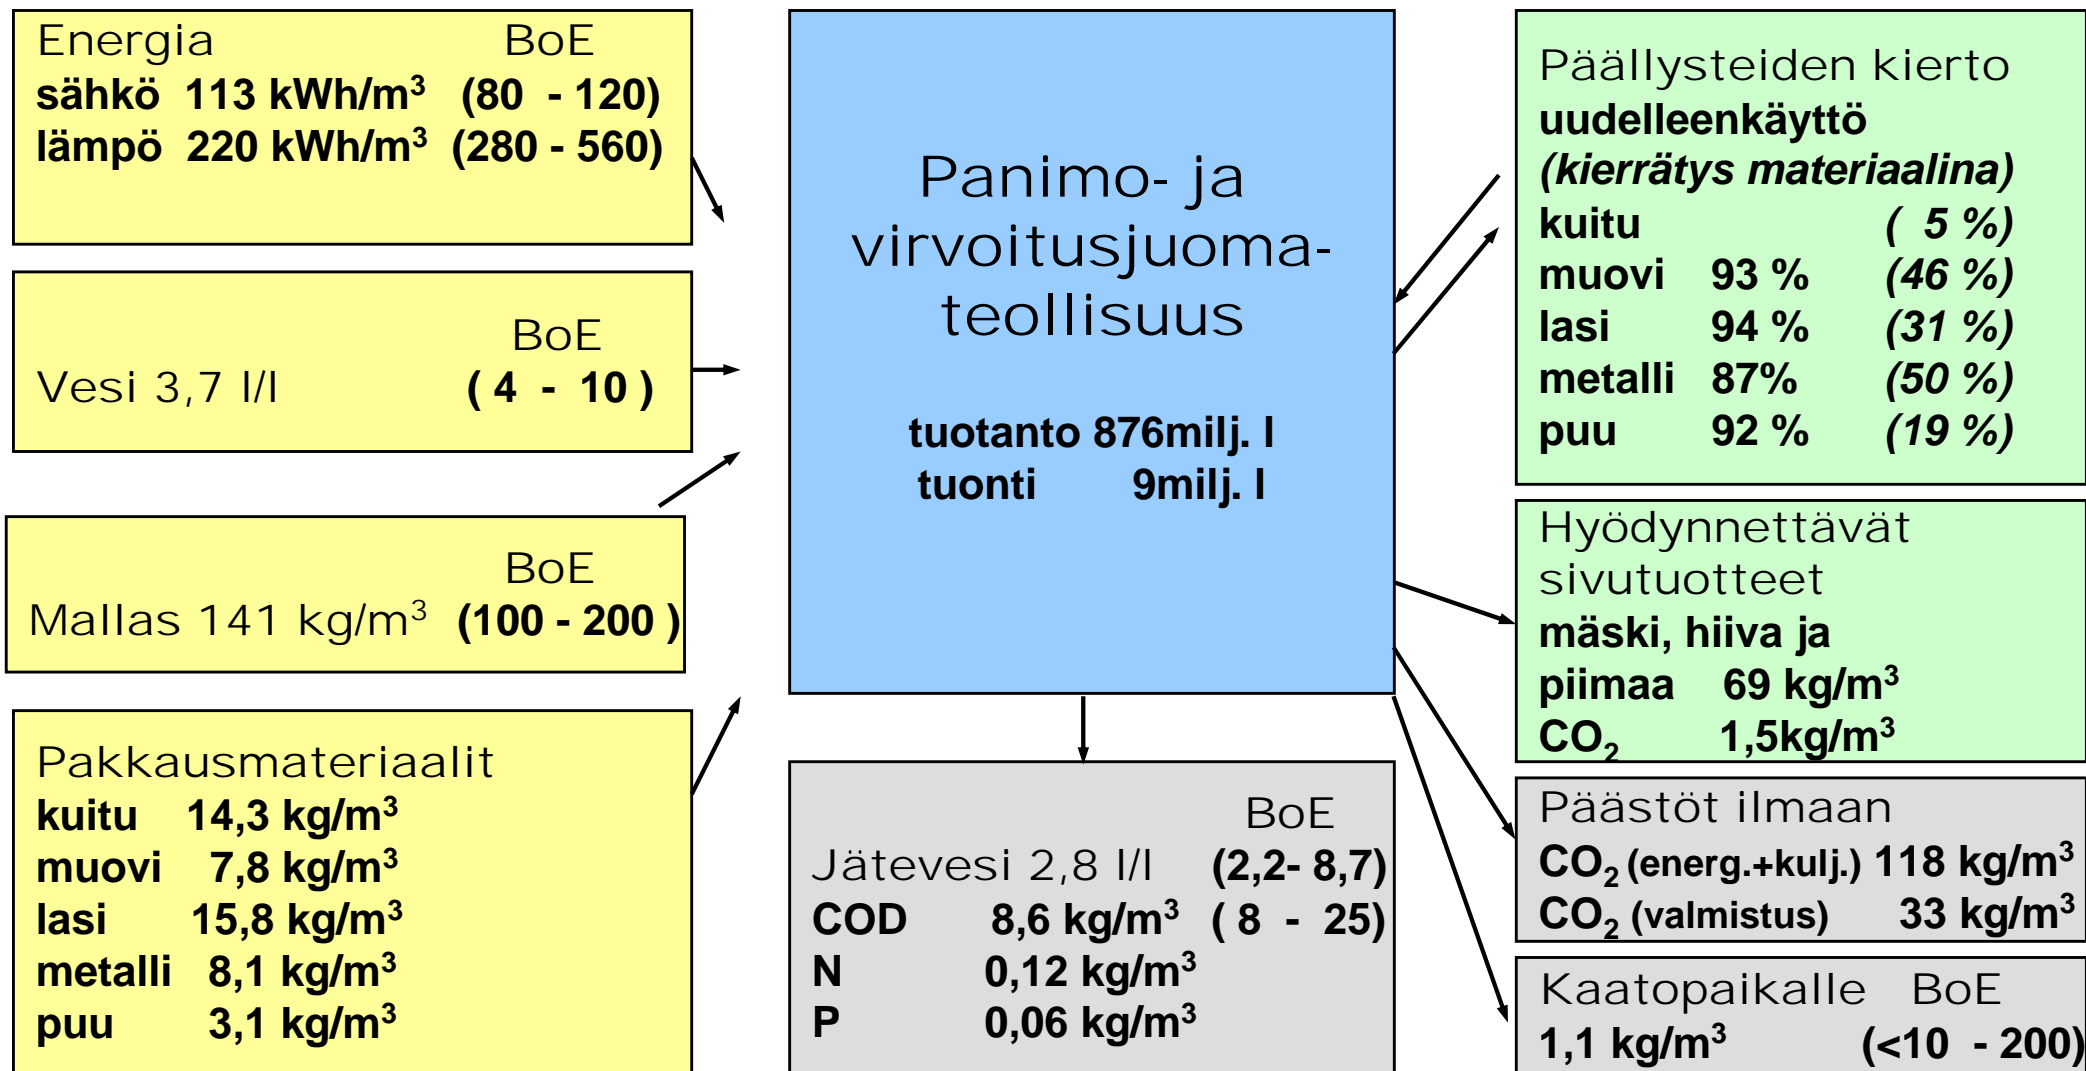 Energia BoE
sähkö 113 kWh/m³ (80 - 120)
lämpö 220 kWh/m³ (280 - 560)
BoE
Vesi 3,7 l/l ( 4 - 10 )
BoE
Mallas 141 kg/m³ (100 - 200 )
Pakkausmateriaalit
kuitu 14,3 kg/m³
muovi 7,8 kg/m³
lasi 15,8 kg/m³
metalli 8,1 kg/m³
puu 3,1 kg/m³
Panimo- ja
virvoitusjuoma-
teollisuus
tuotanto 876milj. l
tuonti 9milj. l
BoE
Jätevesi 2,8 l/l (2,2- 8,7)
COD 8,6 kg/m³ ( 8 - 25)
N 0,12 kg/m³
P 0,06 kg/m³
Päällysteiden kierto
uudelleenkäyttö
(kierrätys materiaalina)
kuitu ( 5 %)
muovi 93 % (46 %)
lasi 94 % (31 %)
metalli 87% (50 %)
puu 92 % (19 %)
Hyödynnettävät
sivutuotteet
mäski, hiiva ja
piimaa 69 kg/m³
CO₂ 1,5kg/m³
Päästöt ilmaan
CO₂ (energ.+kulj.) 118 kg/m³
CO₂ (valmistus) 33 kg/m³
Kaatopaikalle BoE
1,1 kg/m³ (<10 - 200)